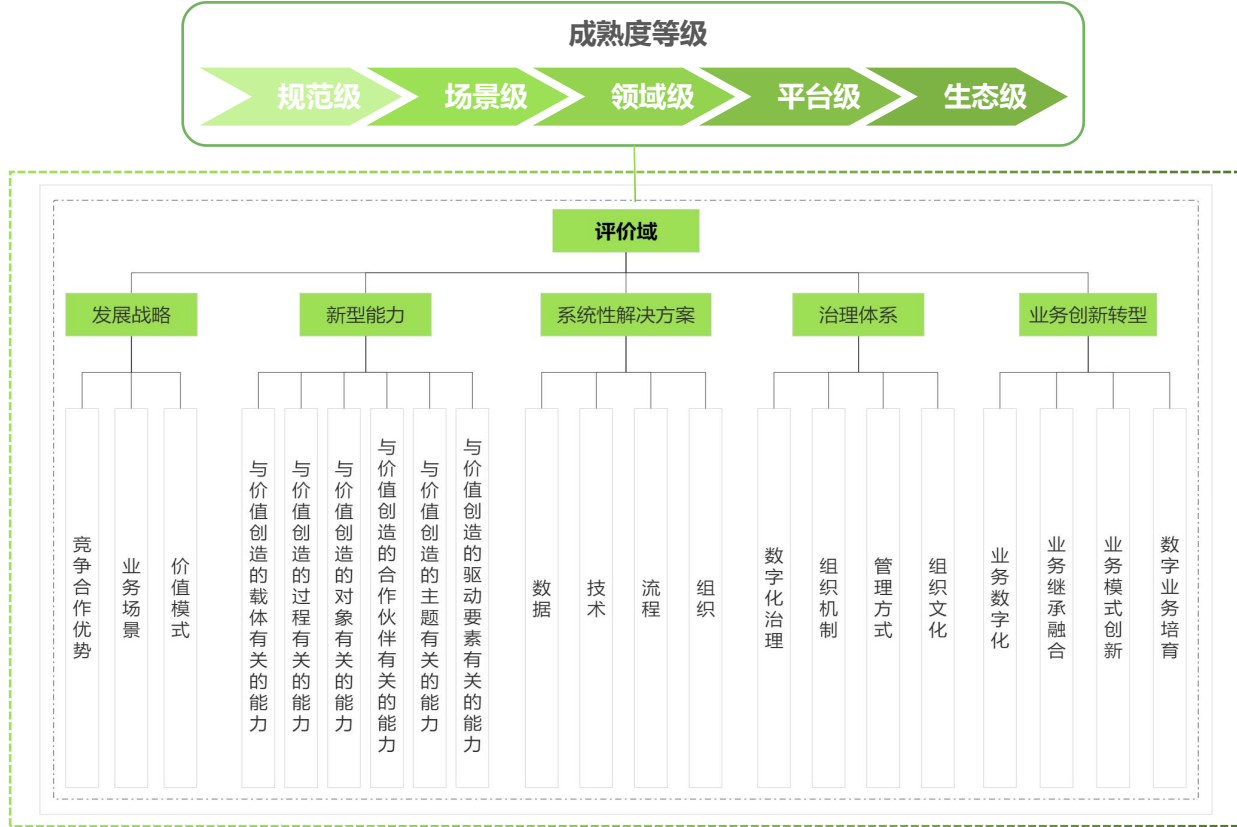 成熟度等级
规范级
场景级
领域级
平台级
生态级
评价域
发展战略
新型能力
系统性解决方案
治理体系
业务创新转型
竞争合作优势
业务场景
价值模式
与价值创造的载体有关的能力
与价值创造的过程有关的能力
与价值创造的对象有关的能力
与价值创造的合作伙伴有关的能力
与价值创造的主题有关的能力
与价值创造的驱动要素有关的能力
数据
技术
流程
组织
数字化治理
组织机制
管理方式
组织文化
业务数字化
业务继承融合
业务模式创新
数字业务培育